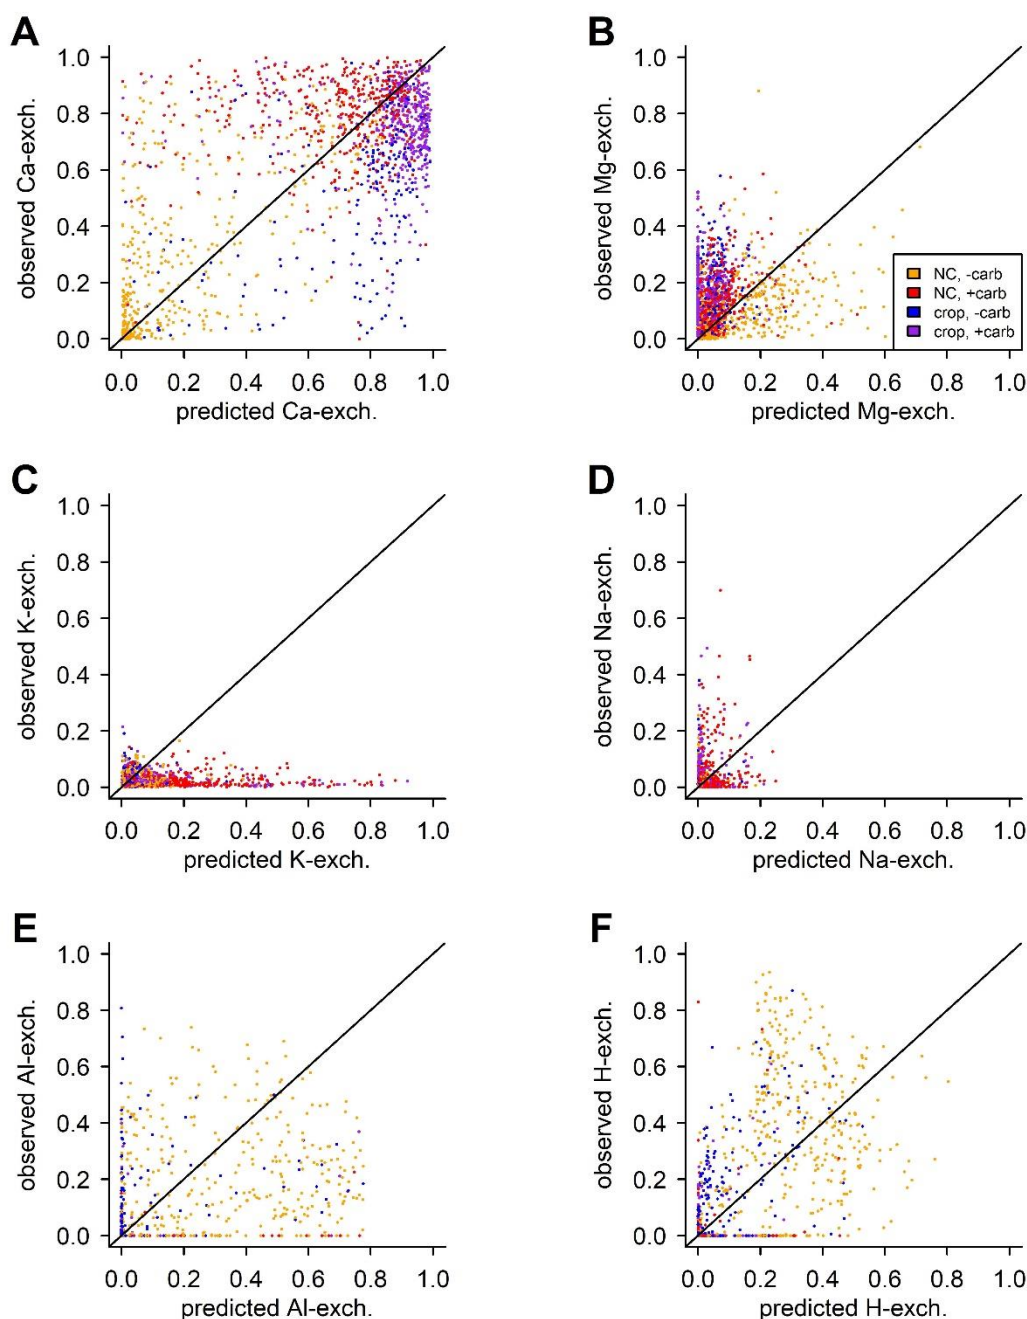 A
observed Ca-exch.
1.0
0.8
0.6
0.4
0.2
0.0
0.0 0.2 0.4 0.6 0.8 1.0
predicted Ca-exch.
B
observed Mg-exch.
1.0
0.8
0.6
0.4
0.2
0.0
NC, -carb
NC, +carb
crop, -carb
crop, +carb
0.0 0.2 0.4 0.6 0.8 1.0
predicted Mg-exch.
C
observed K-exch.
1.0
0.8
0.6
0.4
0.2
0.0
0.0 0.2 0.4 0.6 0.8 1.0
predicted K-exch.
D
observed Na-exch.
1.0
0.8
0.6
0.4
0.2
0.0
0.0 0.2 0.4 0.6 0.8 1.0
predicted Na-exch.
E
observed Al-exch.
1.0
0.8
0.6
0.4
0.2
0.0
0.0 0.2 0.4 0.6 0.8 1.0
predicted Al-exch.
F
observed H-exch.
1.0
0.8
0.6
0.4
0.2
0.0
0.0 0.2 0.4 0.6 0.8 1.0
predicted H-exch.